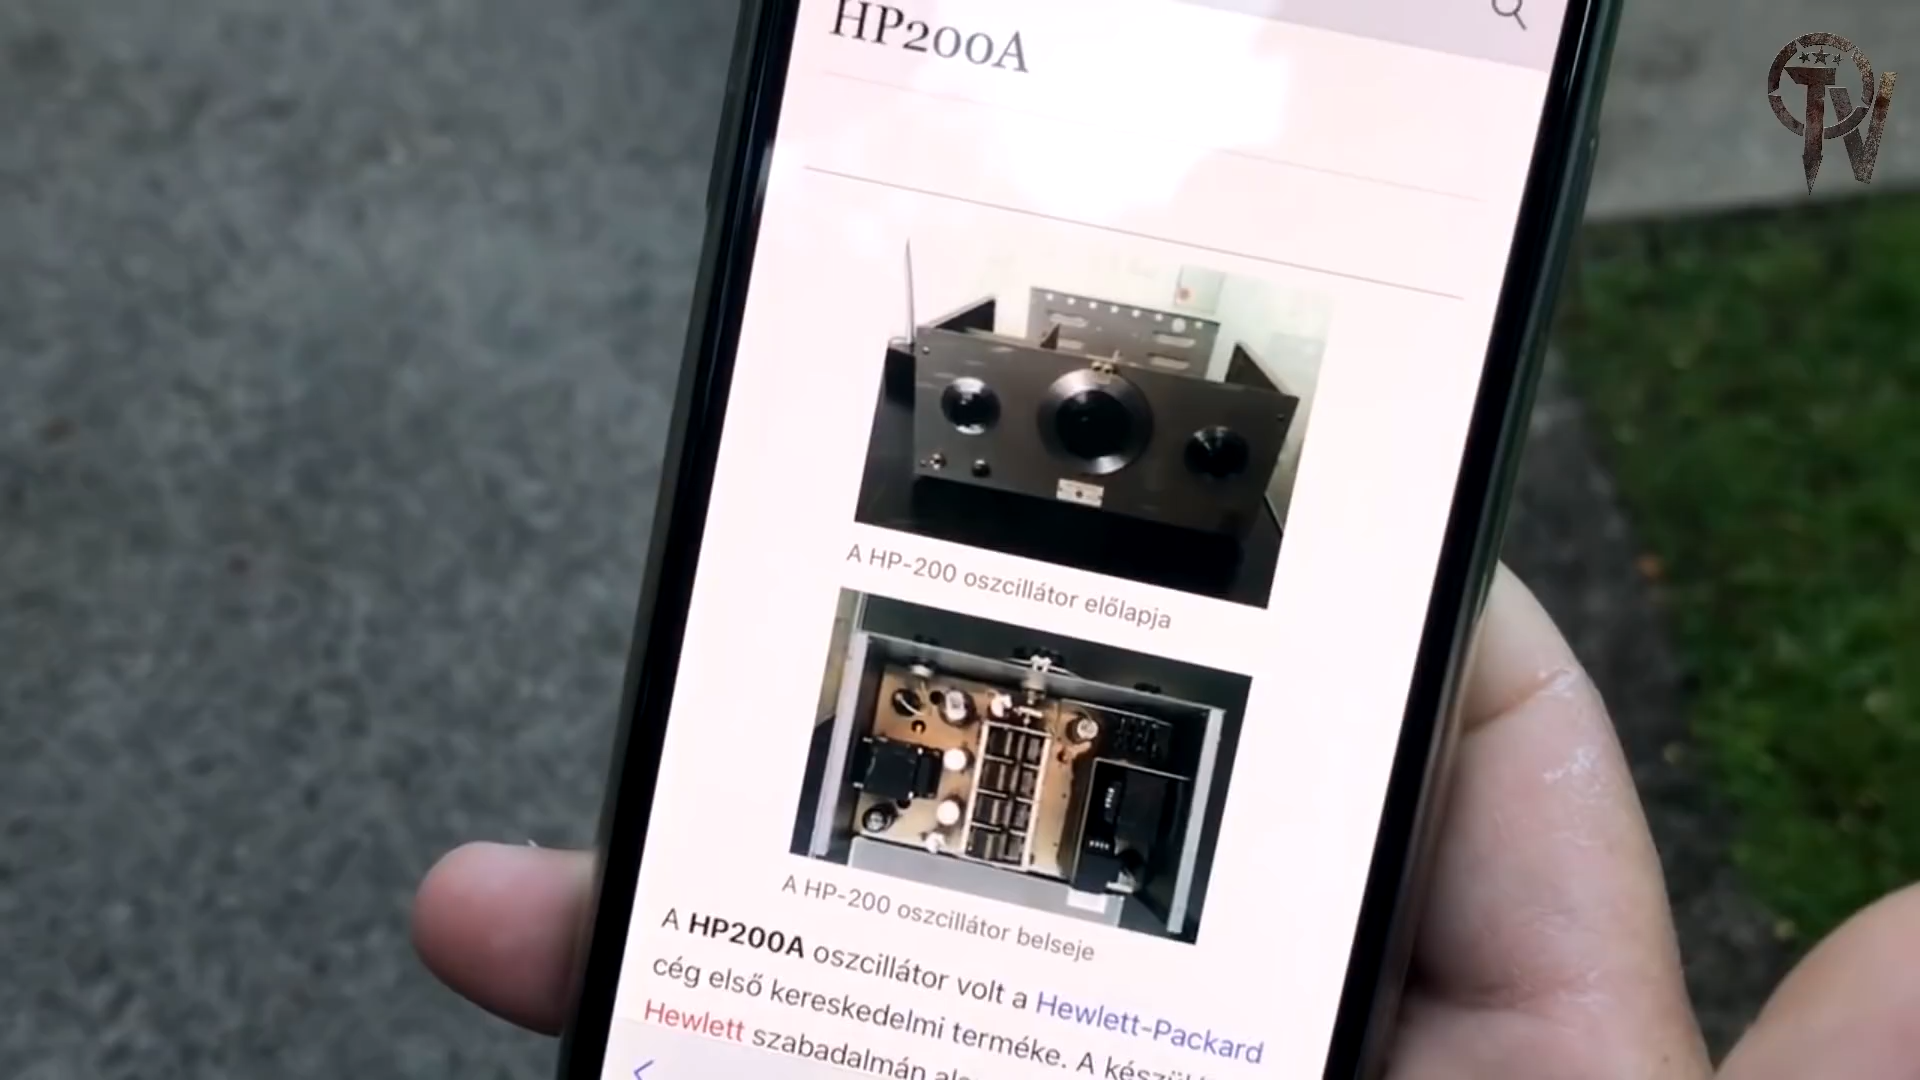 HP200A
A HP-200 oszcillátor előlapja
A HP-200 oszcillátor belseje
A HP200A oszcillátor volt a Hewlett-Packard
cég első kereskedelmi terméke. A
Hewlett szabadalmán
TV